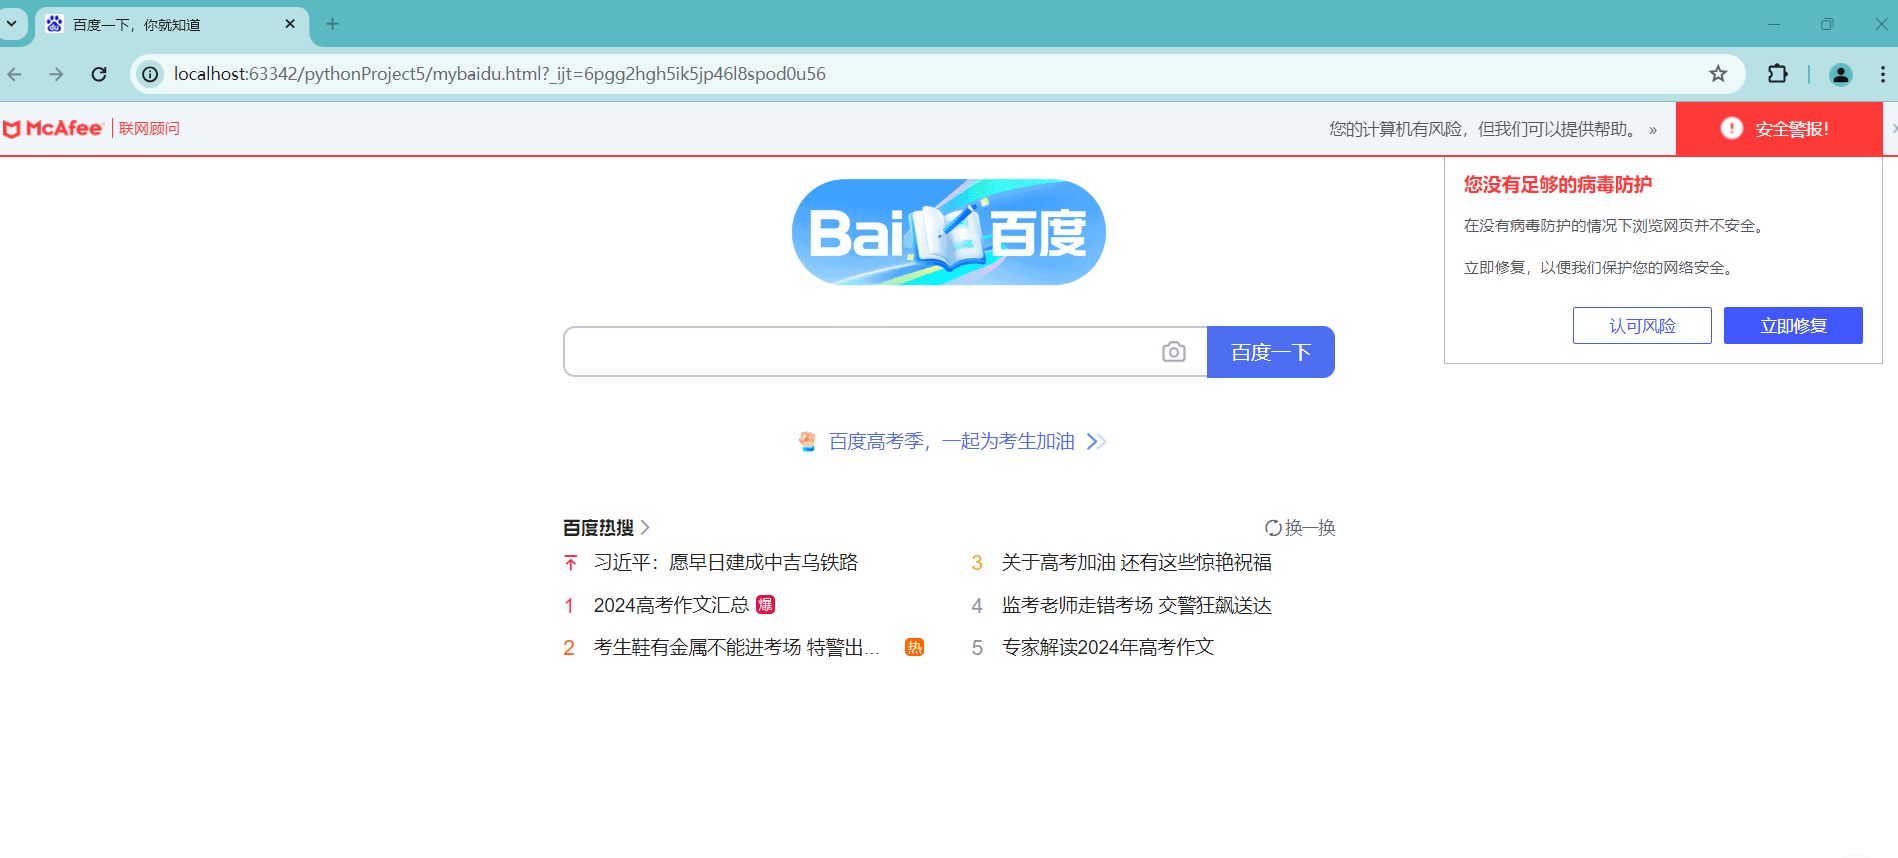 百度一下，你就知道
localhost:63342/pythonProject5/mybaidu.html?_ijt=6pgg2hgh5ik5jp46l8spod0u56
McAfee™ | 联网顾问
您的计算机有风险，但我们可以提供帮助。 »
安全警报!
您没有足够的病毒防护
在没有病毒防护的情况下浏览网页并不安全。
立即修复，以便我们保护您的网络安全。
认可风险
立即修复
Bai 百度
百度一下
百度高考季，一起为考生加油
百度热搜
换一换
习近平：愿早日建成中吉乌铁路
1 2024高考作文汇总 爆
2 考生鞋有金属不能进考场 特警出... 热
3 关于高考加油 还有这些惊艳祝福
4 监考老师走错考场 交警狂飙送达
5 专家解读2024年高考作文